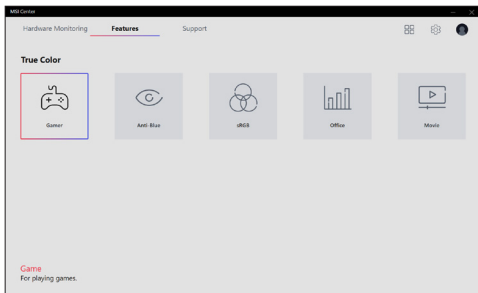 MSI Center
Hardware Monitoring Features Support
True Color
Gamer Anti-Blue sRGB Office Movie
Game
For playing games.